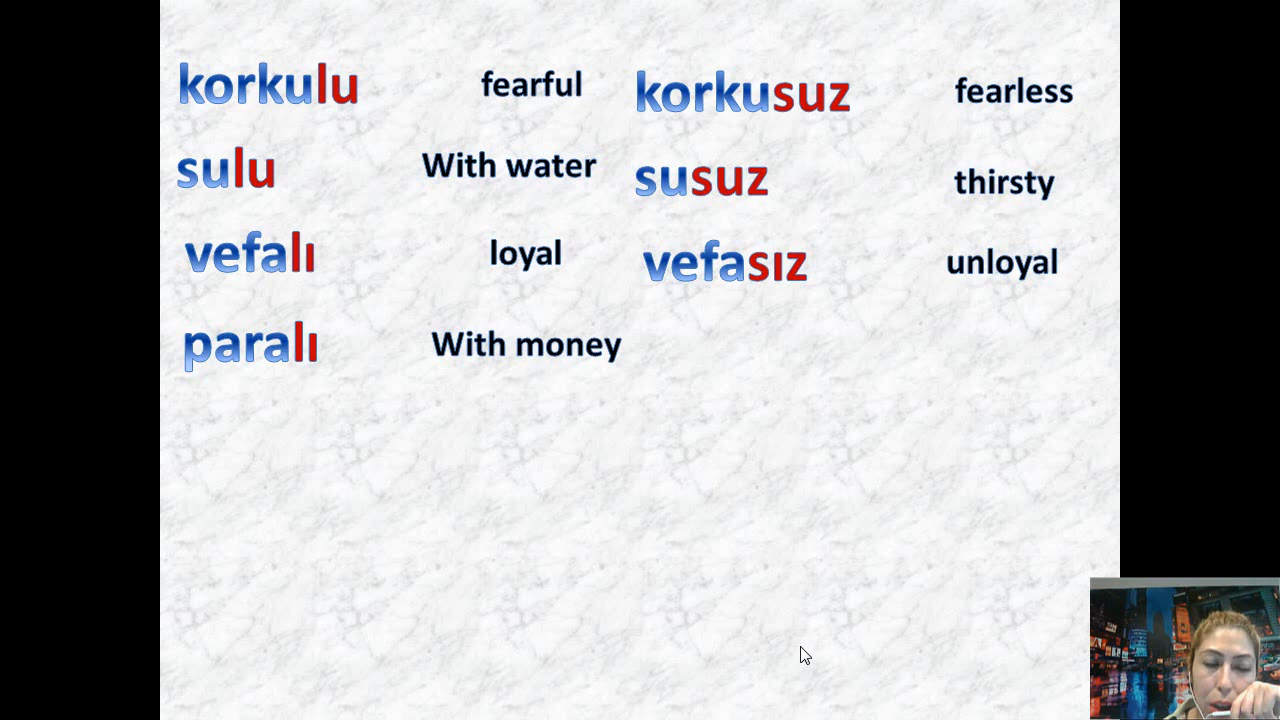 korkulu fearful korkusuz fearless
sulu With water susuz thirsty
vefalı loyal vefasız unloyal
paralı With money